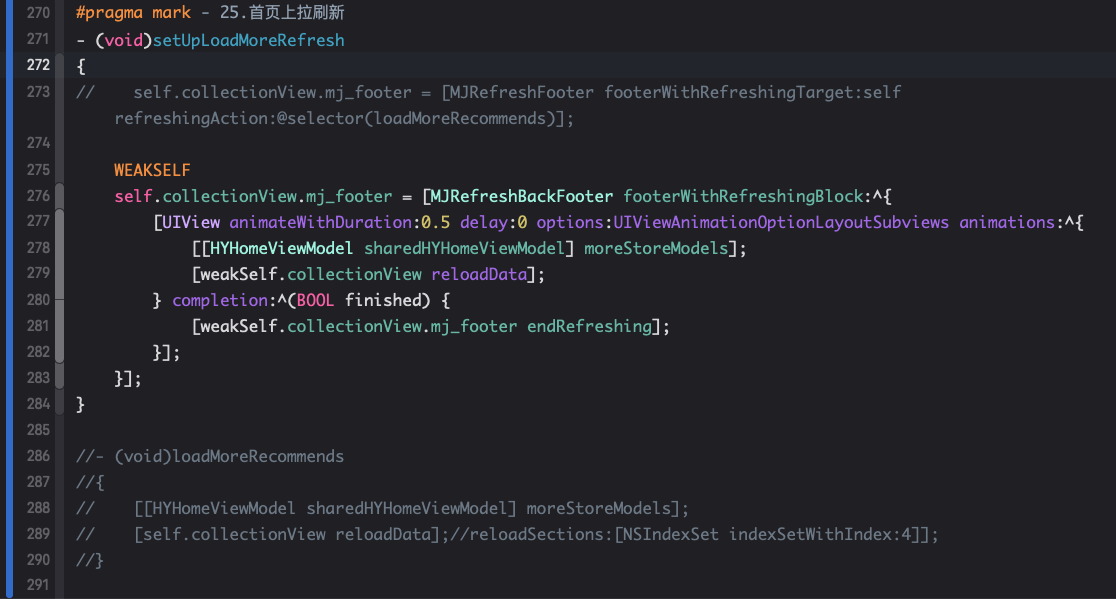 270 #pragma mark - 25.首页上拉刷新
271 - (void)setUpLoadMoreRefresh
272 {
273 //    self.collectionView.mj_footer = [MJRefreshFooter footerWithRefreshingTarget:self
    refreshingAction:@selector(loadMoreRecommends)];
274
275     WEAKSELF
276     self.collectionView.mj_footer = [MJRefreshBackFooter footerWithRefreshingBlock:^{
277         [UIView animateWithDuration:0.5 delay:0 options:UIViewAnimationOptionLayoutSubviews animations:^{
278             [[HYHomeViewModel sharedHYHomeViewModel] moreStoreModels];
279             [weakSelf.collectionView reloadData];
280         } completion:^(BOOL finished) {
281             [weakSelf.collectionView.mj_footer endRefreshing];
282         }];
283     }];
284 }
285
286 //- (void)loadMoreRecommends
287 //{
288 //    [[HYHomeViewModel sharedHYHomeViewModel] moreStoreModels];
289 //    [self.collectionView reloadData];//reloadSections:[NSIndexSet indexSetWithIndex:4]];
290 //}
291